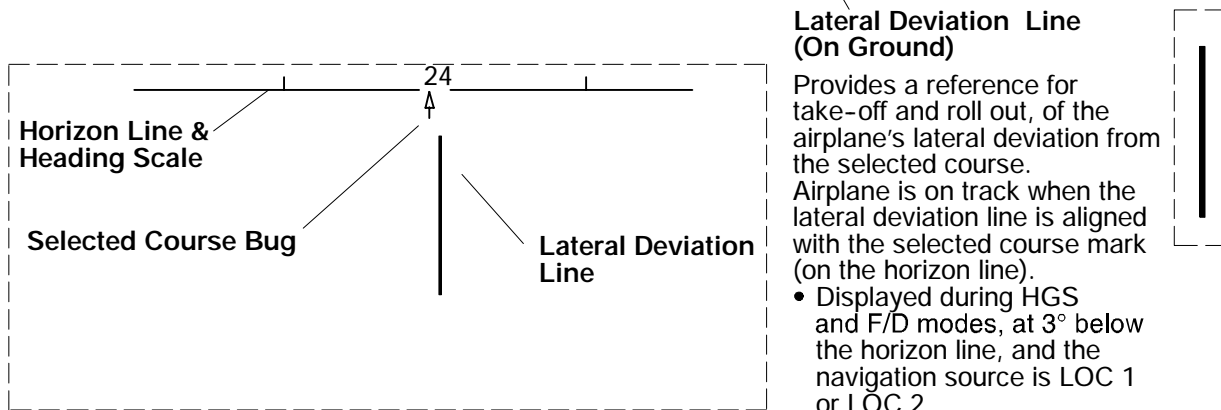 24
Horizon Line &
Heading Scale
Selected Course Bug
Lateral Deviation
Line
Lateral Deviation Line
(On Ground)
Provides a reference for
take-off and roll out, of the
airplane's lateral deviation from
the selected course.
Airplane is on track when the
lateral deviation line is aligned
with the selected course mark
(on the horizon line).
• Displayed during HGS
and F/D modes, at 3° below
the horizon line, and the
navigation source is LOC 1
or LOC 2